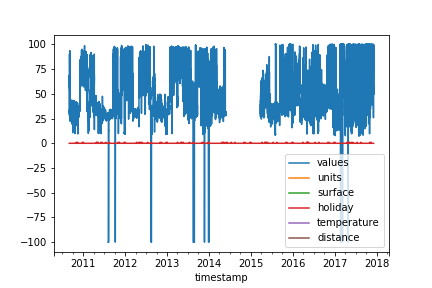 100
75
50
25
0
−25
−50
−75
−100
values
units
surface
holiday
temperature
distance
2011 2012 2013 2014 2015 2016 2017 2018
timestamp